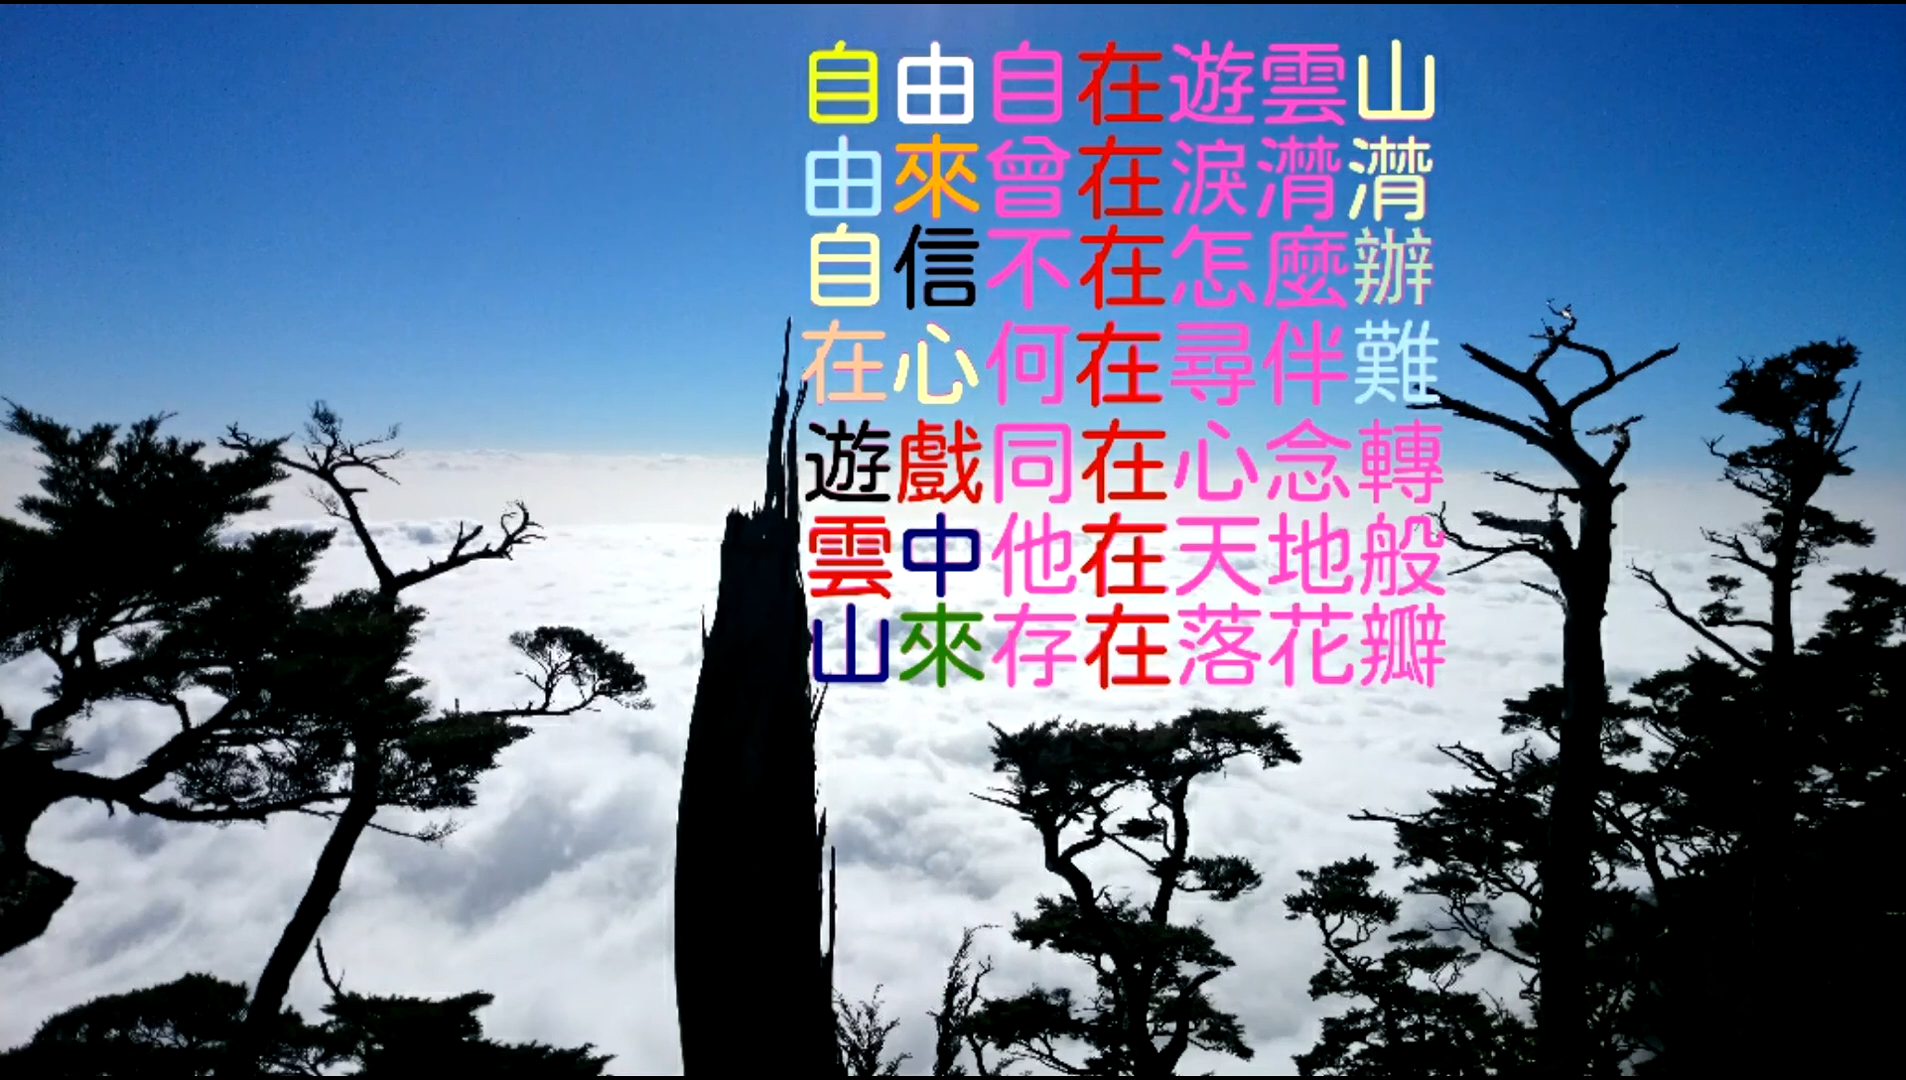 自由自在遊雲山
由來曾在淚潸潸
自信不在怎麼辦
在心何在尋伴難
遊戲同在心念轉
雲中他在天地般
山來存在落花瓣